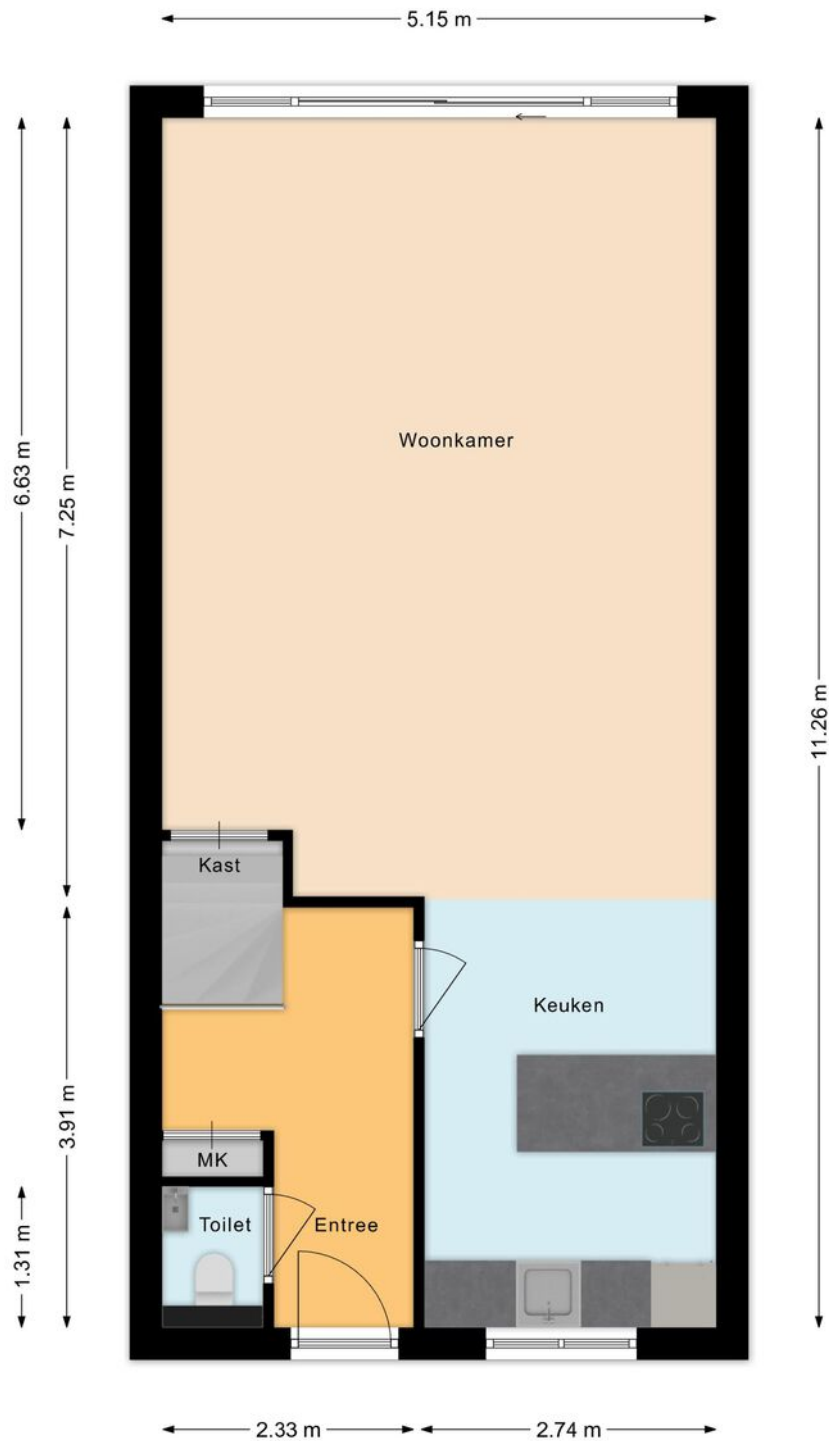 5.15 m
6.63 m
7.25 m
11.26 m
Woonkamer
Kast
Keuken
3.91 m
MK
1.31 m
Toilet
Entree
2.33 m
2.74 m